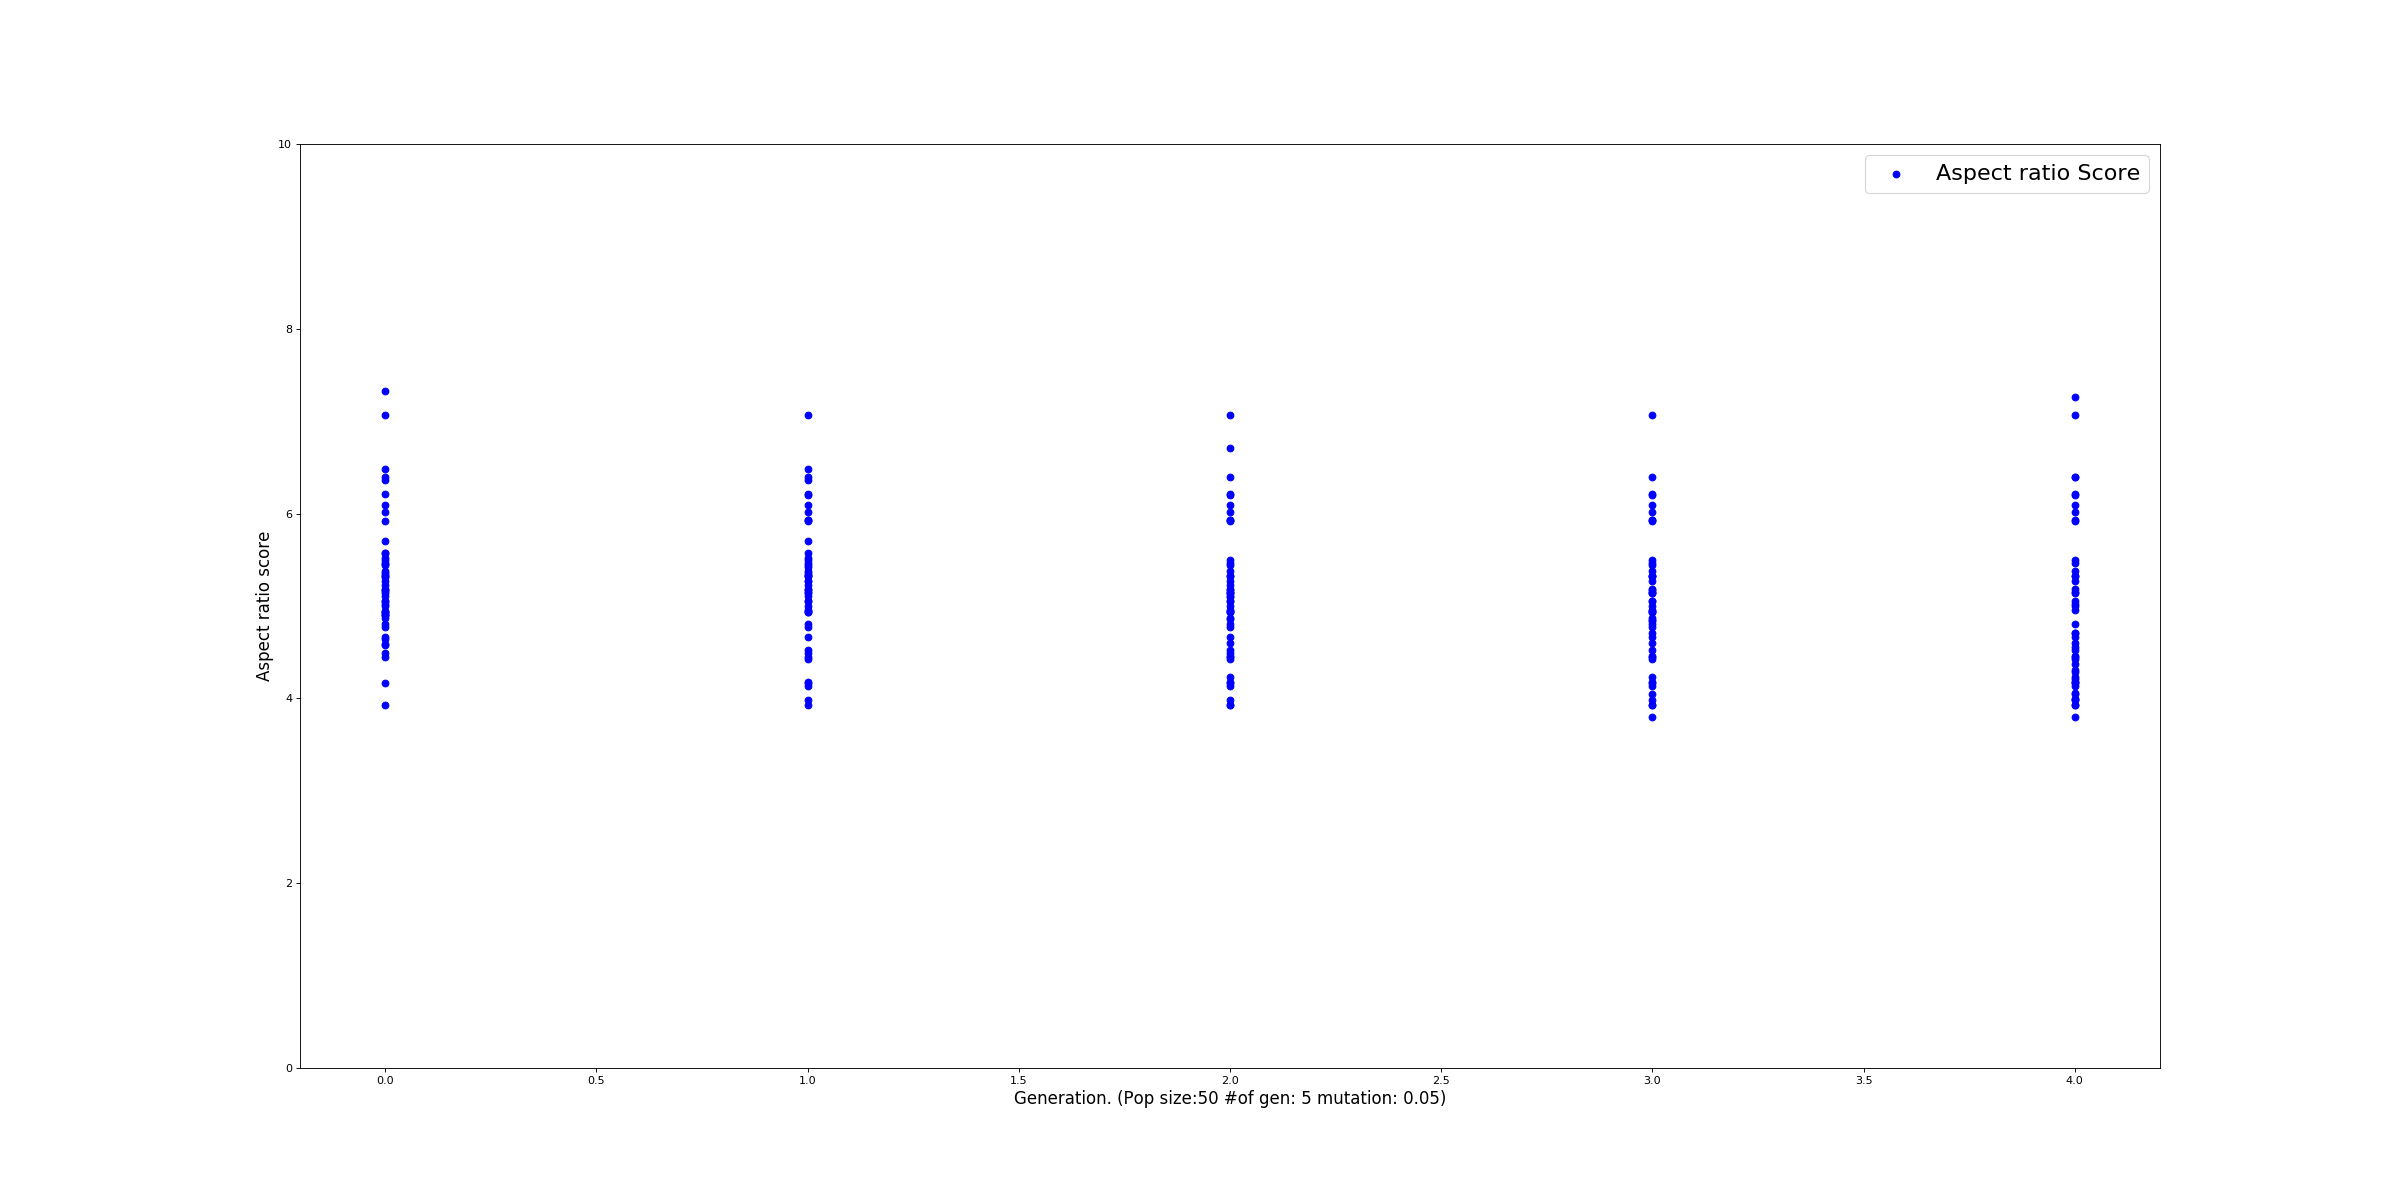 10
Aspect ratio Score
8
6
Aspect ratio score
4
2
0
0.0 0.5 1.0 1.5 2.0 2.5 3.0 3.5 4.0
Generation. (Pop size:50 #of gen: 5 mutation: 0.05)